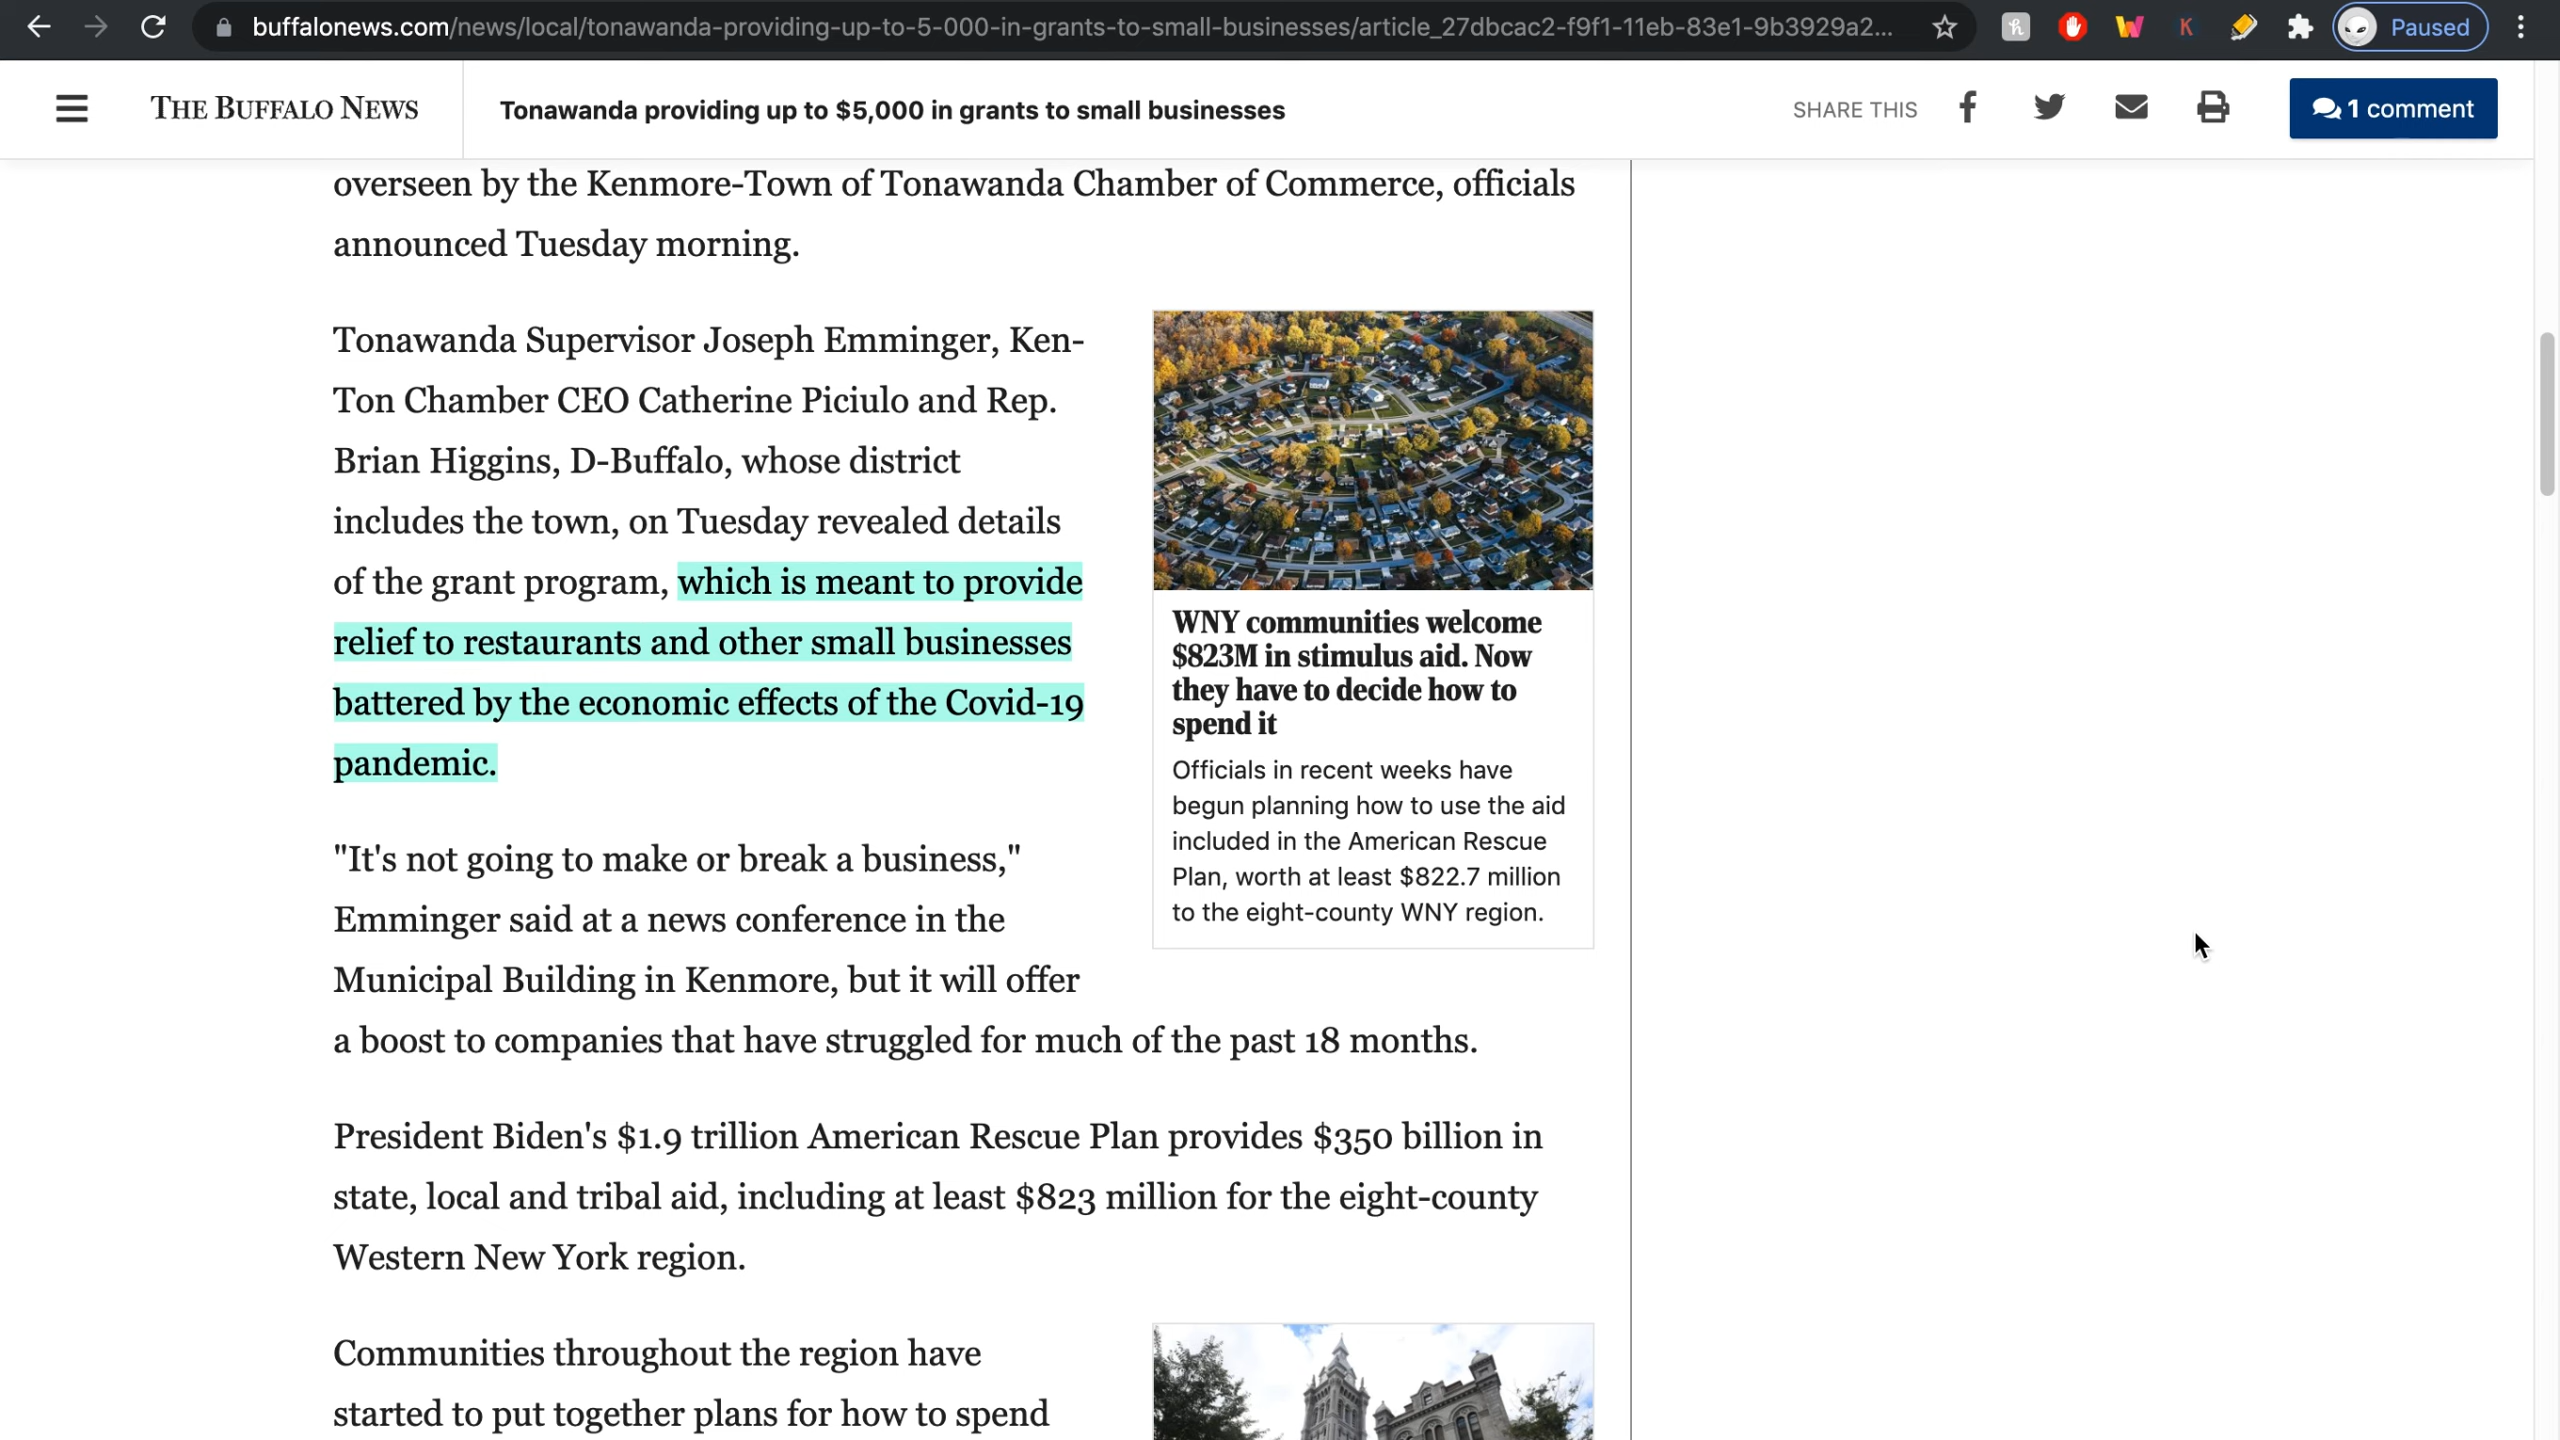 buffalonews.com/news/local/tonawanda-providing-up-to-5-000-in-grants-to-small-businesses/article_27dbcac2-f9f1-11eb-83e1-9b3929a2...
Paused
THE BUFFALO NEWS
Tonawanda providing up to $5,000 in grants to small businesses
SHARE THIS
1 comment
overseen by the Kenmore-Town of Tonawanda Chamber of Commerce, officials
announced Tuesday morning.
Tonawanda Supervisor Joseph Emminger, Ken-
Ton Chamber CEO Catherine Piciulo and Rep.
Brian Higgins, D-Buffalo, whose district
includes the town, on Tuesday revealed details
of the grant program, which is meant to provide
relief to restaurants and other small businesses
battered by the economic effects of the Covid-19
pandemic.
WNY communities welcome
$823M in stimulus aid. Now
they have to decide how to
spend it
Officials in recent weeks have
begun planning how to use the aid
included in the American Rescue
Plan, worth at least $822.7 million
to the eight-county WNY region.
"It's not going to make or break a business,"
Emminger said at a news conference in the
Municipal Building in Kenmore, but it will offer
a boost to companies that have struggled for much of the past 18 months.
President Biden's $1.9 trillion American Rescue Plan provides $350 billion in
state, local and tribal aid, including at least $823 million for the eight-county
Western New York region.
Communities throughout the region have
started to put together plans for how to spend